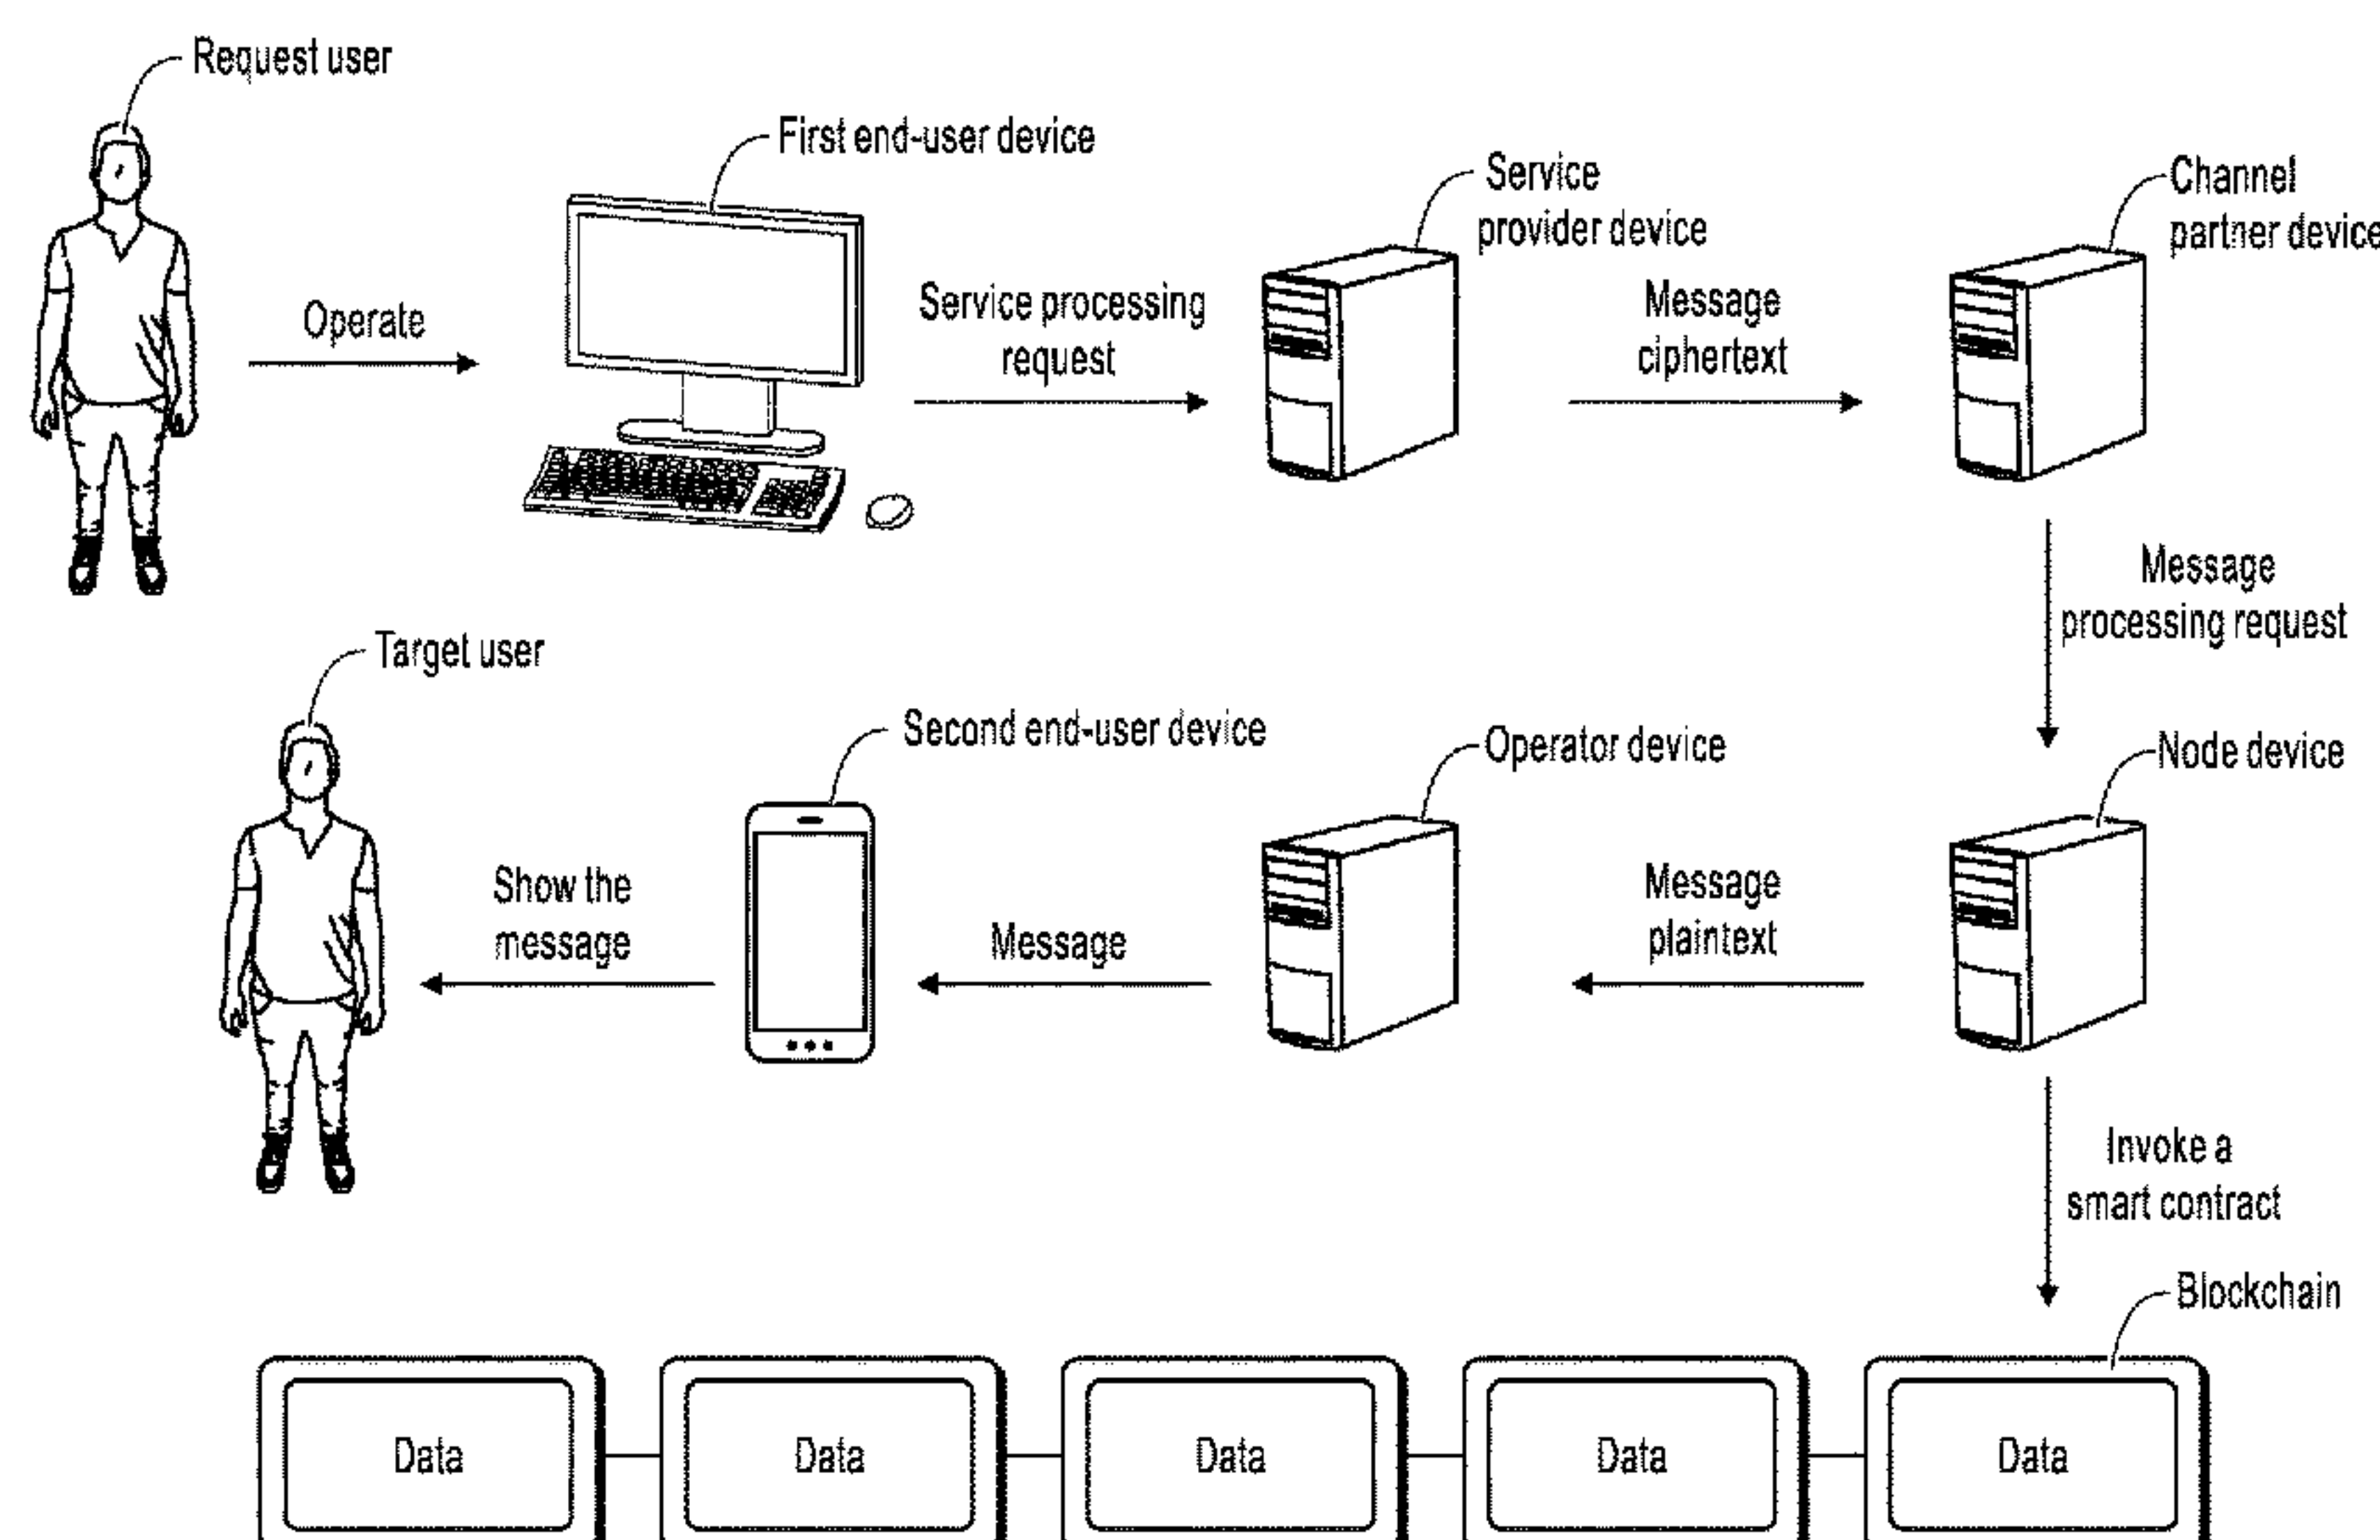 Request user
First end-user device
Service
provider device
Channel
partner device
Operate
Service processing
request
Message
ciphertext
Message
processing request
Target user
Second end-user device
Operator device
Node device
Show the
message
Message
Message
plaintext
Invoke a
smart contract
Blockchain
Data
Data
Data
Data
Data